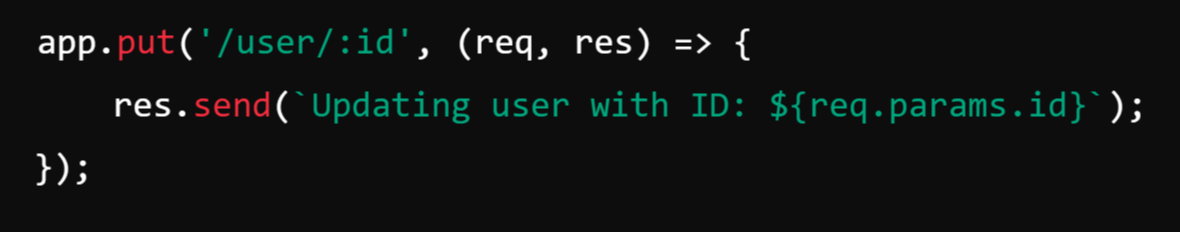 app.put('/user/:id', (req, res) => {
    res.send(`Updating user with ID: ${req.params.id}`);
});